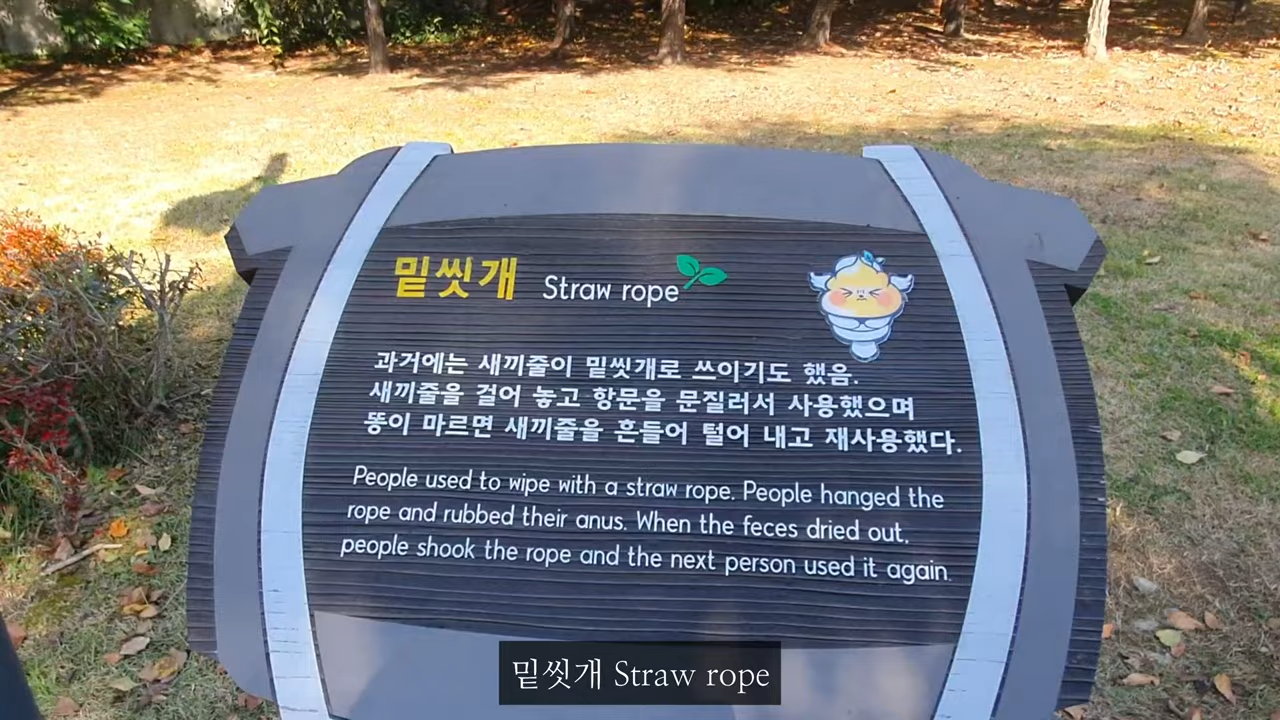 밑씻개 Straw rope
과거에는 새끼줄이 밑씻개로 쓰이기도 했음.
새끼줄을 걸어 놓고 항문을 문질러서 사용했으며
똥이 마르면 새끼줄을 흔들어 털어 내고 재사용했다.
People used to wipe with a straw rope. People hanged the
rope and rubbed their anus. When the feces dried out,
people shook the rope and the next person used it again.
밑씻개 Straw rope